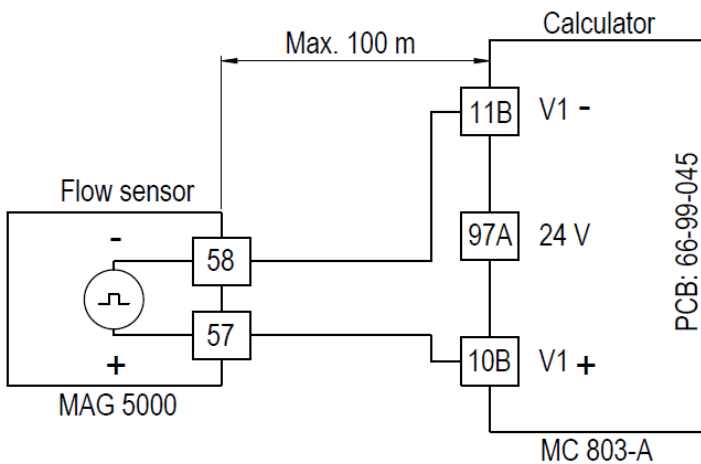 Calculator
Max. 100 m
11B V1 -
Flow sensor
-
58
97A 24 V
PCB: 66-99-045
57
+
10B V1 +
MAG 5000
MC 803-A